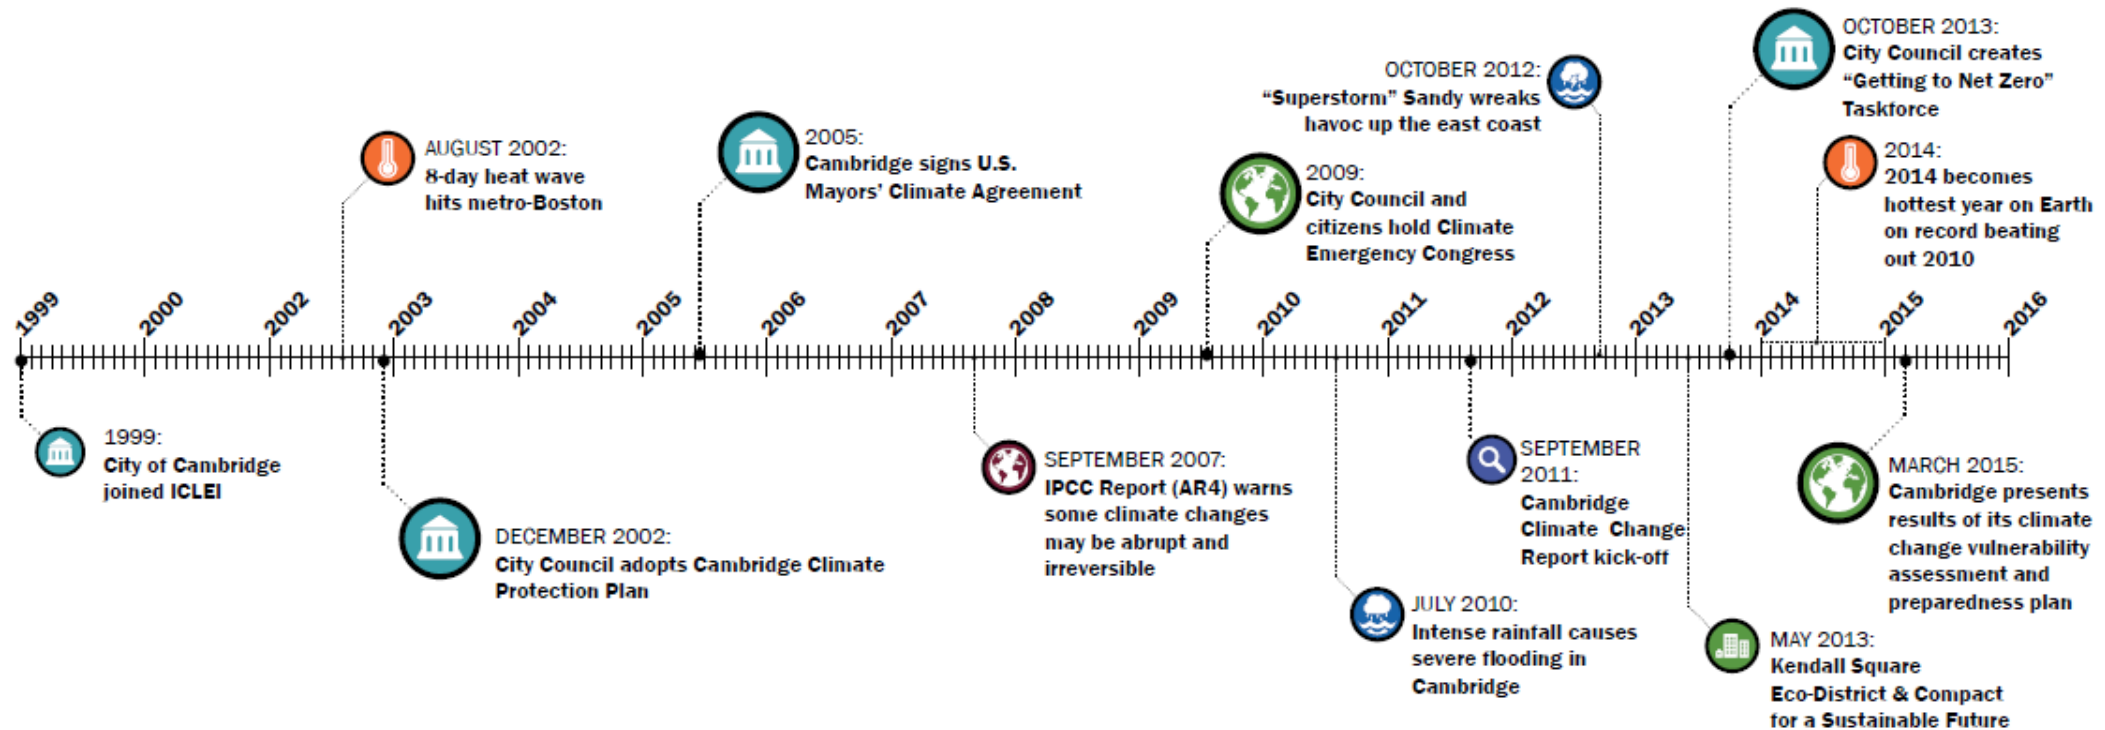 AUGUST 2002:
8-day heat wave
hits metro-Boston
2005:
Cambridge signs U.S.
Mayors' Climate Agreement
2009:
City Council and
citizens hold Climate
Emergency Congress
OCTOBER 2012:
“Superstorm” Sandy wreaks
havoc up the east coast
OCTOBER 2013:
City Council creates
“Getting to Net Zero”
Taskforce
2014:
2014 becomes
hottest year on Earth
on record beating
out 2010
1999 2000 2002 2003 2004 2005 2006 2007 2008 2009 2010 2011 2012 2013 2014 2015 2016
1999:
City of Cambridge
joined ICLEI
DECEMBER 2002:
City Council adopts Cambridge Climate
Protection Plan
SEPTEMBER 2007:
IPCC Report (AR4) warns
some climate changes
may be abrupt and
irreversible
JULY 2010:
Intense rainfall causes
severe flooding in
Cambridge
SEPTEMBER
2011:
Cambridge
Climate Change
Report kick-off
MAY 2013:
Kendall Square
Eco-District & Compact
for a Sustainable Future
MARCH 2015:
Cambridge presents
results of its climate
change vulnerability
assessment and
preparedness plan